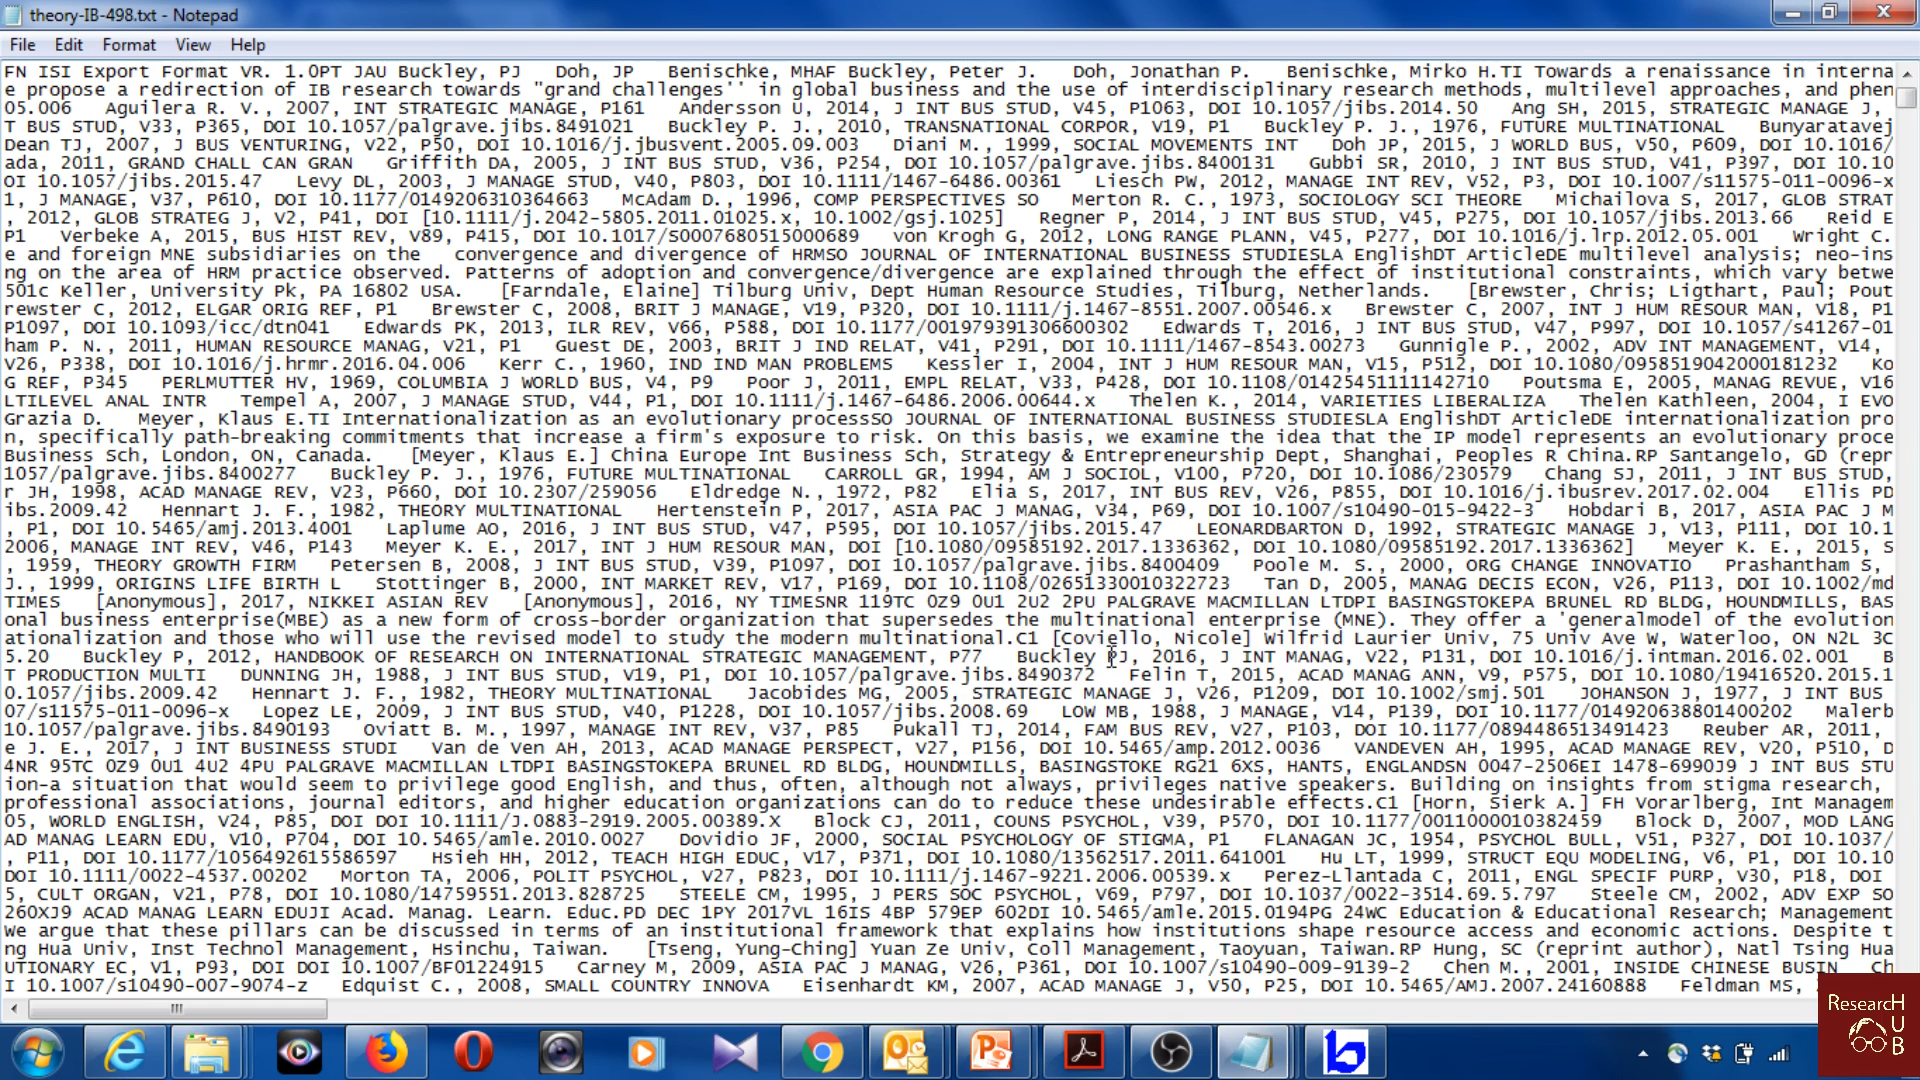 theory-IB-498.txt - Notepad
File Edit Format View Help
FN ISI Export Format VR. 1.0PT JAU Buckley, PJ   Doh, JP   Benischke, MHAF Buckley, Peter J.   Doh, Jonathan P.   Benischke, Mirko H.TI Towards a renaissance in interna
e propose a redirection of IB research towards "grand challenges'' in global business and the use of interdisciplinary research methods, multilevel approaches, and phen
05.006   Aguilera R. V., 2007, INT STRATEGIC MANAGE, P161   Andersson U, 2014, J INT BUS STUD, V45, P1063, DOI 10.1057/jibs.2014.50   Ang SH, 2015, STRATEGIC MANAGE J,
T BUS STUD, V33, P365, DOI 10.1057/palgrave.jibs.8491021   Buckley P. J., 2010, TRANSNATIONAL CORPOR, V19, P1   Buckley P. J., 1976, FUTURE MULTINATIONAL   Bunyaratavej
Dean TJ, 2007, J BUS VENTURING, V22, P50, DOI 10.1016/j.jbusvent.2005.09.003   Diani M., 1999, SOCIAL MOVEMENTS INT   Doh JP, 2015, J WORLD BUS, V50, P609, DOI 10.1016/
ada, 2011, GRAND CHALL CAN GRAN   Griffith DA, 2005, J INT BUS STUD, V36, P254, DOI 10.1057/palgrave.jibs.8400131   Gubbi SR, 2010, J INT BUS STUD, V41, P397, DOI 10.10
OI 10.1057/jibs.2015.47   Levy DL, 2003, J MANAGE STUD, V40, P803, DOI 10.1111/1467-6486.00361   Liesch PW, 2012, MANAGE INT REV, V52, P3, DOI 10.1007/s11575-011-0096-x
1, J MANAGE, V37, P610, DOI 10.1177/0149206310364663   McAdam D., 1996, COMP PERSPECTIVES SO   Merton R. C., 1973, SOCIOLOGY SCI THEORE   Michailova S, 2017, GLOB STRAT
, 2012, GLOB STRATEG J, V2, P41, DOI [10.1111/j.2042-5805.2011.01025.x, 10.1002/gsj.1025]   Regner P, 2014, J INT BUS STUD, V45, P275, DOI 10.1057/jibs.2013.66   Reid E
P1   Verbeke A, 2015, BUS HIST REV, V89, P415, DOI 10.1017/S0007680515000689   von Krogh G, 2012, LONG RANGE PLANN, V45, P277, DOI 10.1016/j.lrp.2012.05.001   Wright C.
e and foreign MNE subsidiaries on the   convergence and divergence of HRMSO JOURNAL OF INTERNATIONAL BUSINESS STUDIESLA EnglishDT ArticleDE multilevel analysis; neo-ins
ng on the area of HRM practice observed. Patterns of adoption and convergence/divergence are explained through the effect of institutional constraints, which vary betwe
501c Keller, University Pk, PA 16802 USA.   [Farndale, Elaine] Tilburg Univ, Dept Human Resource Studies, Tilburg, Netherlands.   [Brewster, Chris; Ligthart, Paul; Pout
rewster C, 2012, ELGAR ORIG REF, P1   Brewster C, 2008, BRIT J MANAGE, V19, P320, DOI 10.1111/j.1467-8551.2007.00546.x   Brewster C, 2007, INT J HUM RESOUR MAN, V18, P1
P1097, DOI 10.1093/icc/dtn041   Edwards PK, 2013, ILR REV, V66, P588, DOI 10.1177/001979391306600302   Edwards T, 2016, J INT BUS STUD, V47, P997, DOI 10.1057/s41267-01
ham P. N., 2011, HUMAN RESOURCE MANAG, V21, P1   Guest DE, 2003, BRIT J IND RELAT, V41, P291, DOI 10.1111/1467-8543.00273   Gunnigle P., 2002, ADV INT MANAGEMENT, V14,
V26, P338, DOI 10.1016/j.hrmr.2016.04.006   Kerr C., 1960, IND IND MAN PROBLEMS   Kessler I, 2004, INT J HUM RESOUR MAN, V15, P512, DOI 10.1080/0958519042000181232   Ko
G REF, P345   PERLMUTTER HV, 1969, COLUMBIA J WORLD BUS, V4, P9   Poor J, 2011, EMPL RELAT, V33, P428, DOI 10.1108/01425451111142710   Poutsma E, 2005, MANAG REVUE, V16
LTILEVEL ANAL INTR   Tempel A, 2007, J MANAGE STUD, V44, P1, DOI 10.1111/j.1467-6486.2006.00644.x   Thelen K., 2014, VARIETIES LIBERALIZA   Thelen Kathleen, 2004, I EVO
Grazia D.   Meyer, Klaus E.TI Internationalization as an evolutionary processSO JOURNAL OF INTERNATIONAL BUSINESS STUDIESLA EnglishDT ArticleDE internationalization pro
n, specifically path-breaking commitments that increase a firm's exposure to risk. On this basis, we examine the idea that the IP model represents an evolutionary proce
Business Sch, London, ON, Canada.   [Meyer, Klaus E.] China Europe Int Business Sch, Strategy & Entrepreneurship Dept, Shanghai, Peoples R China.RP Santangelo, GD (repr
1057/palgrave.jibs.8400277   Buckley P. J., 1976, FUTURE MULTINATIONAL   CARROLL GR, 1994, AM J SOCIOL, V100, P720, DOI 10.1086/230579   Chang SJ, 2011, J INT BUS STUD,
r JH, 1998, ACAD MANAGE REV, V23, P660, DOI 10.2307/259056   Eldredge N., 1972, P82   Elia S, 2017, INT BUS REV, V26, P855, DOI 10.1016/j.ibusrev.2017.02.004   Ellis PD
ibs.2009.42   Hennart J. F., 1982, THEORY MULTINATIONAL   Hertenstein P, 2017, ASIA PAC J MANAG, V34, P69, DOI 10.1007/s10490-015-9422-3   Hobdari B, 2017, ASIA PAC J M
, P1, DOI 10.5465/amj.2013.4001   Laplume AO, 2016, J INT BUS STUD, V47, P595, DOI 10.1057/jibs.2015.47   LEONARDBARTON D, 1992, STRATEGIC MANAGE J, V13, P111, DOI 10.1
2006, MANAGE INT REV, V46, P143   Meyer K. E., 2017, INT J HUM RESOUR MAN, DOI [10.1080/09585192.2017.1336362, DOI 10.1080/09585192.2017.1336362]   Meyer K. E., 2015, S
, 1959, THEORY GROWTH FIRM   Petersen B, 2008, J INT BUS STUD, V39, P1097, DOI 10.1057/palgrave.jibs.8400409   Poole M. S., 2000, ORG CHANGE INNOVATIO   Prashantham S,
J., 1999, ORIGINS LIFE BIRTH L   Stottinger B, 2000, INT MARKET REV, V17, P169, DOI 10.1108/02651330010322723   Tan D, 2005, MANAG DECIS ECON, V26, P113, DOI 10.1002/md
TIMES   [Anonymous], 2017, NIKKEI ASIAN REV   [Anonymous], 2016, NY TIMESNR 119TC 0Z9 0U1 2U2 2PU PALGRAVE MACMILLAN LTDPI BASINGSTOKEPA BRUNEL RD BLDG, HOUNDMILLS, BAS
onal business enterprise(MBE) as a new form of cross-border organization that supersedes the multinational enterprise (MNE). They offer a 'generalmodel of the evolution
ationalization and those who will use the revised model to study the modern multinational.C1 [Coviello, Nicole] Wilfrid Laurier Univ, 75 Univ Ave W, Waterloo, ON N2L 3C
5.20   Buckley P, 2012, HANDBOOK OF RESEARCH ON INTERNATIONAL STRATEGIC MANAGEMENT, P77   Buckley PJ, 2016, J INT MANAG, V22, P131, DOI 10.1016/j.intman.2016.02.001   B
T PRODUCTION MULTI   DUNNING JH, 1988, J INT BUS STUD, V19, P1, DOI 10.1057/palgrave.jibs.8490372   Felin T, 2015, ACAD MANAG ANN, V9, P575, DOI 10.1080/19416520.2015.1
0.1057/jibs.2009.42   Hennart J. F., 1982, THEORY MULTINATIONAL   Jacobides MG, 2005, STRATEGIC MANAGE J, V26, P1209, DOI 10.1002/smj.501   JOHANSON J, 1977, J INT BUS
07/s11575-011-0096-x   Lopez LE, 2009, J INT BUS STUD, V40, P1228, DOI 10.1057/jibs.2008.69   LOW MB, 1988, J MANAGE, V14, P139, DOI 10.1177/014920638801400202   Malerb
10.1057/palgrave.jibs.8490193   Oviatt B. M., 1997, MANAGE INT REV, V37, P85   Pukall TJ, 2014, FAM BUS REV, V27, P103, DOI 10.1177/0894486513491423   Reuber AR, 2011,
e J. E., 2017, J INT BUSINESS STUDI   Van de Ven AH, 2013, ACAD MANAGE PERSPECT, V27, P156, DOI 10.5465/amp.2012.0036   VANDEVEN AH, 1995, ACAD MANAGE REV, V20, P510, D
4NR 95TC 0Z9 0U1 4U2 4PU PALGRAVE MACMILLAN LTDPI BASINGSTOKEPA BRUNEL RD BLDG, HOUNDMILLS, BASINGSTOKE RG21 6XS, HANTS, ENGLANDSN 0047-2506EI 1478-6990J9 J INT BUS STU
ion-a situation that would seem to privilege good English, and thus, often, although not always, privileges native speakers. Building on insights from stigma research,
professional associations, journal editors, and higher education organizations can do to reduce these undesirable effects.C1 [Horn, Sierk A.] FH Vorarlberg, Int Managem
05, WORLD ENGLISH, V24, P85, DOI DOI 10.1111/J.0883-2919.2005.00389.X   Block CJ, 2011, COUNS PSYCHOL, V39, P570, DOI 10.1177/0011000010382459   Block D, 2007, MOD LANG
AD MANAG LEARN EDU, V10, P704, DOI 10.5465/amle.2010.0027   Dovidio JF, 2000, SOCIAL PSYCHOLOGY OF STIGMA, P1   FLANAGAN JC, 1954, PSYCHOL BULL, V51, P327, DOI 10.1037/
, P11, DOI 10.1177/1056492615586597   Hsieh HH, 2012, TEACH HIGH EDUC, V17, P371, DOI 10.1080/13562517.2011.641001   Hu LT, 1999, STRUCT EQU MODELING, V6, P1, DOI 10.10
DOI 10.1111/0022-4537.00202   Morton TA, 2006, POLIT PSYCHOL, V27, P823, DOI 10.1111/j.1467-9221.2006.00539.x   Perez-Llantada C, 2011, ENGL SPECIF PURP, V30, P18, DOI
5, CULT ORGAN, V21, P78, DOI 10.1080/14759551.2013.828725   STEELE CM, 1995, J PERS SOC PSYCHOL, V69, P797, DOI 10.1037/0022-3514.69.5.797   Steele CM, 2002, ADV EXP SO
260XJ9 ACAD MANAG LEARN EDUJI Acad. Manag. Learn. Educ.PD DEC 1PY 2017VL 16IS 4BP 579EP 602DI 10.5465/amle.2015.0194PG 24WC Education & Educational Research; Management
We argue that these pillars can be discussed in terms of an institutional framework that explains how institutions shape resource access and economic actions. Despite t
ng Hua Univ, Inst Technol Management, Hsinchu, Taiwan.   [Tseng, Yung-Ching] Yuan Ze Univ, Coll Management, Taoyuan, Taiwan.RP Hung, SC (reprint author), Natl Tsing Hua
UTIONARY EC, V1, P93, DOI DOI 10.1007/BF01224915   Carney M, 2009, ASIA PAC J MANAG, V26, P361, DOI 10.1007/s10490-009-9139-2   Chen M., 2001, INSIDE CHINESE BUSIN   Ch
I 10.1007/s10490-007-9074-z   Edquist C., 2008, SMALL COUNTRY INNOVA   Eisenhardt KM, 2007, ACAD MANAGE J, V50, P25, DOI 10.5465/AMJ.2007.24160888   Feldman MS,
ResearcH
U
B